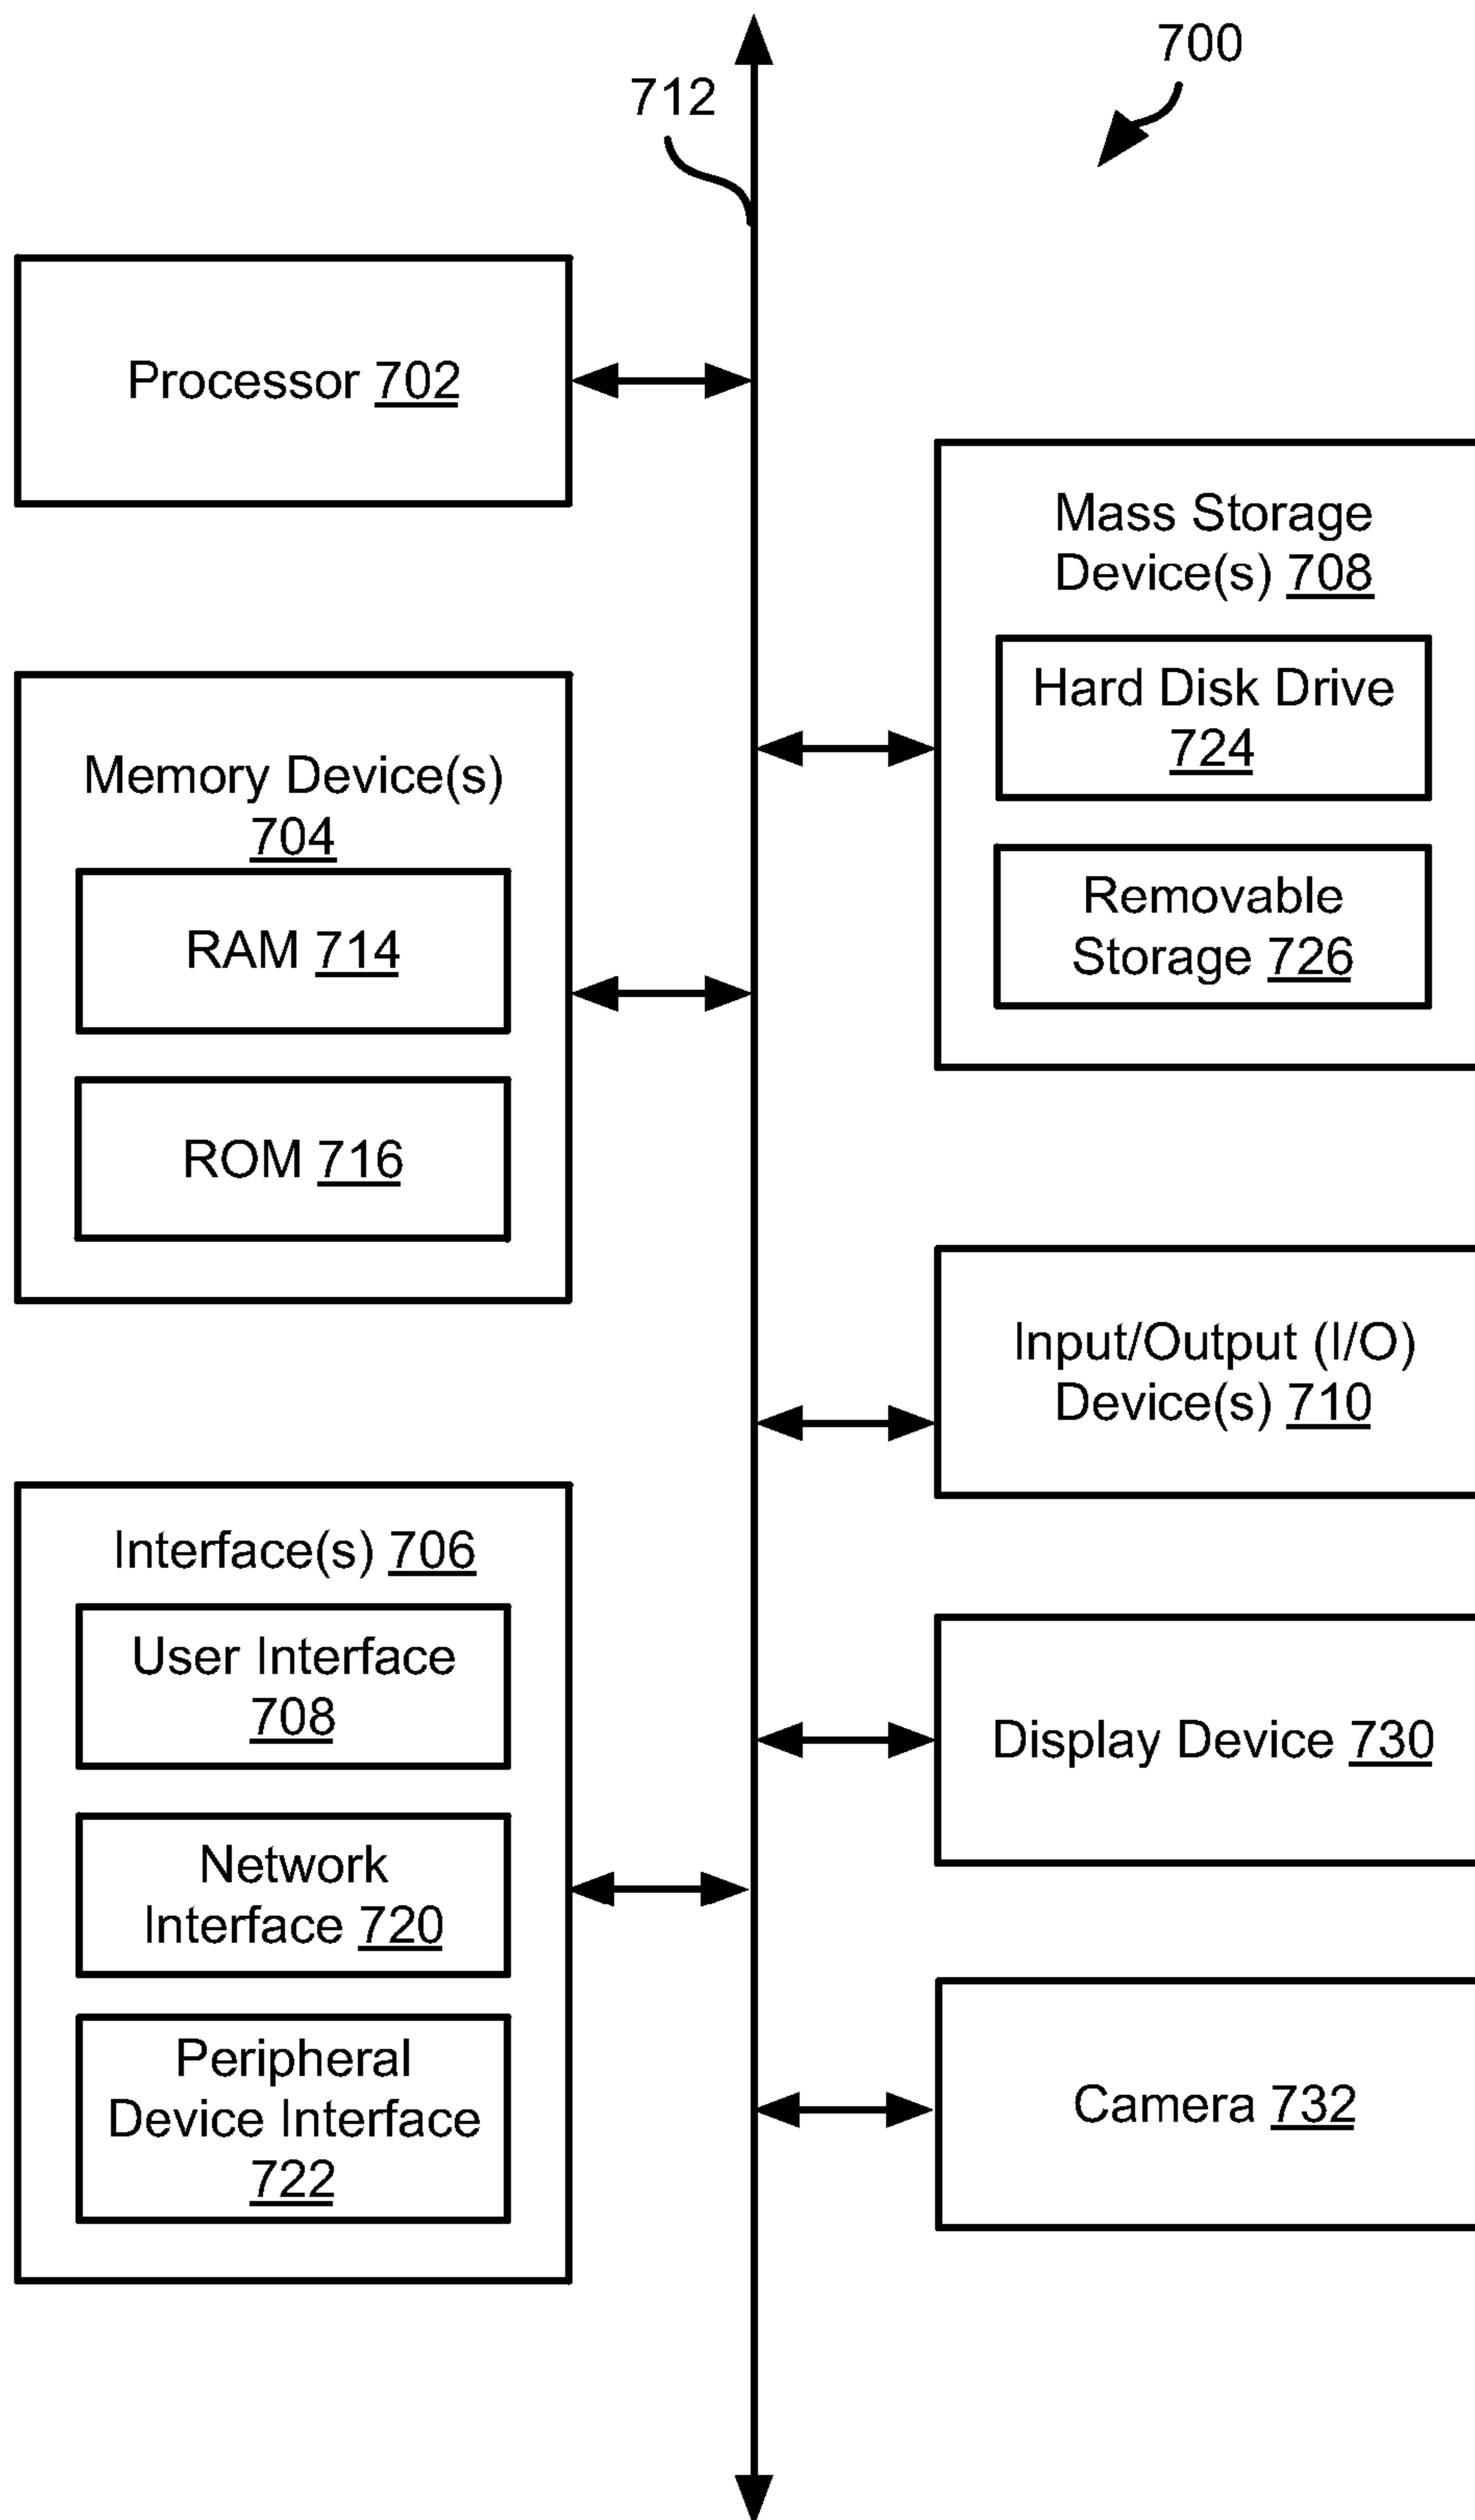 700
712
Processor 702
Memory Device(s)
704
RAM 714
ROM 716
Interface(s) 706
User Interface
708
Network
Interface 720
Peripheral
Device Interface
722
Mass Storage
Device(s) 708
Hard Disk Drive
724
Removable
Storage 726
Input/Output (I/O)
Device(s) 710
Display Device 730
Camera 732